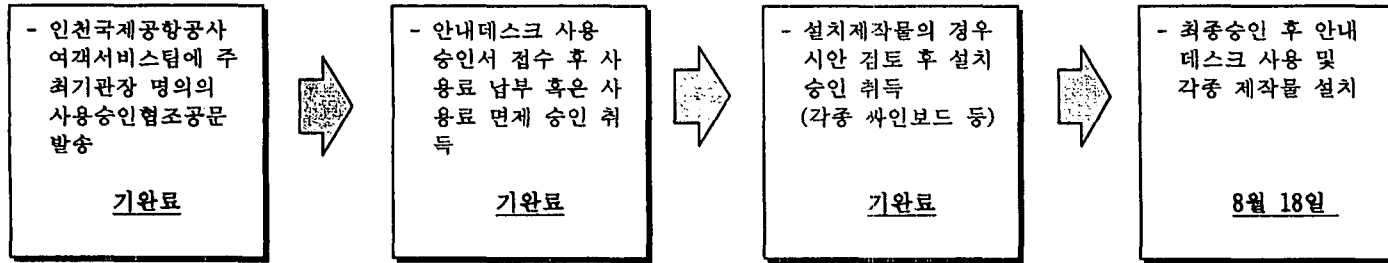 - 인천국제공항공사
여객서비스팀에 주
최기관장 명의의
사용승인협조공문
발송
기완료
- 안내데스크 사용
승인서 접수 후 사
용료 납부 혹은 사
용료 면제 승인 취
득
기완료
- 설치제작물의 경우
시안 검토 후 설치
승인 취득
(각종 싸인보드 등)
기완료
- 최종승인 후 안내
데스크 사용 및
각종 제작물 설치
8월 18일